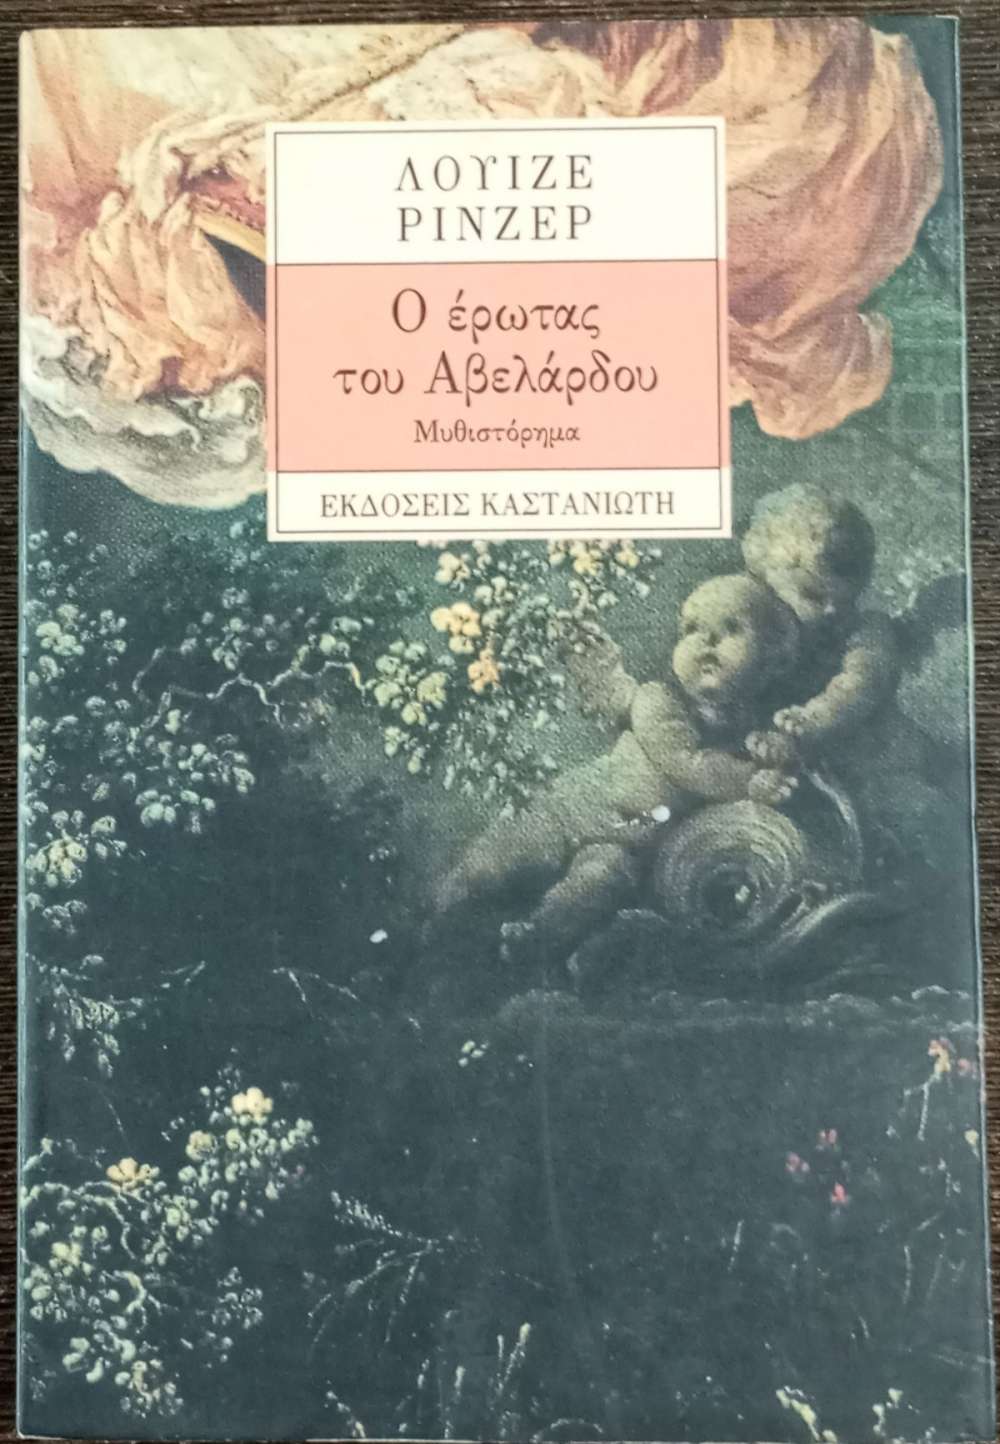 ΛΟΥΙΖΕ
ΡΙΝΖΕΡ
Ο έρωτας
του Αβελάρδου
Μυθιστόρημα
ΕΚΔΟΣΕΙΣ ΚΑΣΤΑΝΙΩΤΗ